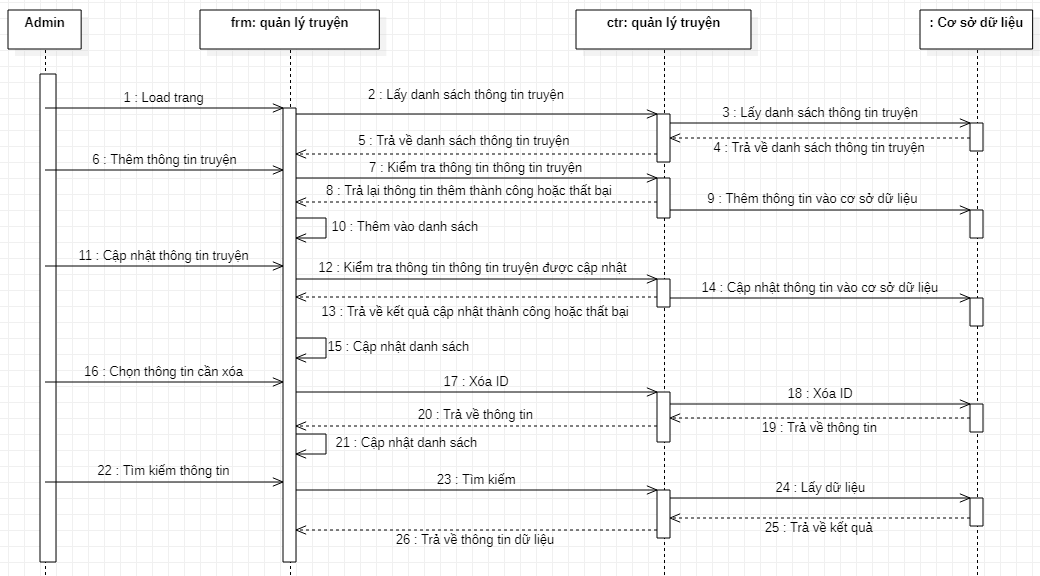 Admin
frm: quản lý truyện
ctr: quản lý truyện
: Cơ sở dữ liệu
1 : Load trang
2 : Lấy danh sách thông tin truyện
3 : Lấy danh sách thông tin truyện
4 : Trả về danh sách thông tin truyện
5 : Trả về danh sách thông tin truyện
6 : Thêm thông tin truyện
7 : Kiểm tra thông tin thông tin truyện
8 : Trả lại thông tin thêm thành công hoặc thất bại
9 : Thêm thông tin vào cơ sở dữ liệu
10 : Thêm vào danh sách
11 : Cập nhật thông tin truyện
12 : Kiểm tra thông tin thông tin truyện được cập nhật
13 : Trả về kết quả cập nhật thành công hoặc thất bại
14 : Cập nhật thông tin vào cơ sở dữ liệu
15 : Cập nhật danh sách
16 : Chọn thông tin cần xóa
17 : Xóa ID
18 : Xóa ID
19 : Trả về thông tin
20 : Trả về thông tin
21 : Cập nhật danh sách
22 : Tìm kiếm thông tin
23 : Tìm kiếm
24 : Lấy dữ liệu
25 : Trả về kết quả
26 : Trả về thông tin dữ liệu